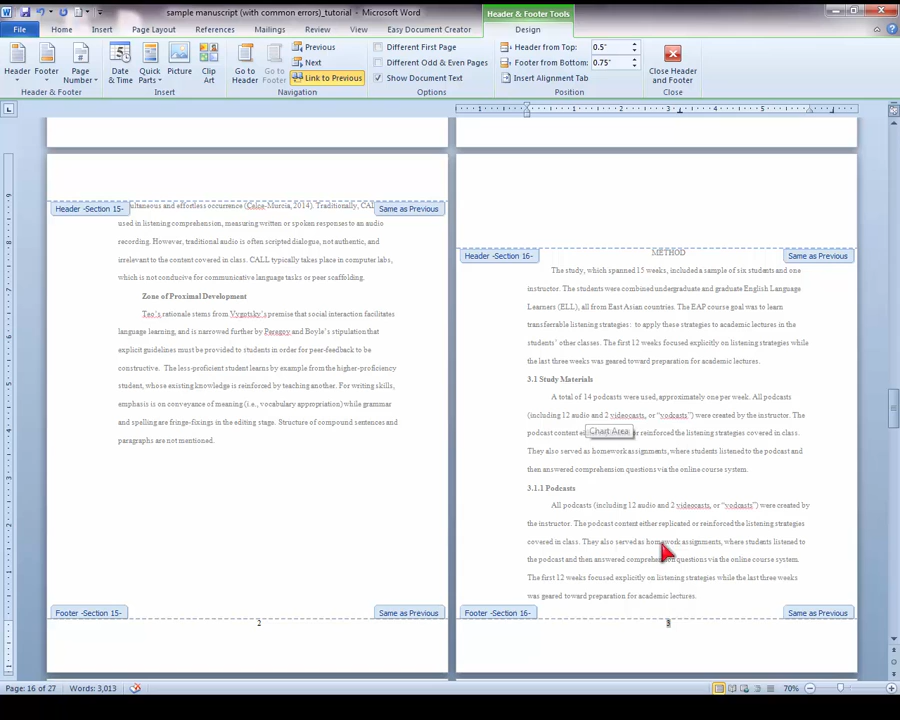 sample manuscript (with common errors)_tutorial - Microsoft Word
Header & Footer Tools
File Home Insert Page Layout References Mailings Review View Acrobat Design
Header Footer Page Number Date & Time Quick Parts Picture Clip Art Go to Header Go to Footer
Previous
Next
Link to Previous
Different First Page
Different Odd & Even Pages
Show Document Text
Header from Top: 0.5"
Footer from Bottom: 0.75"
Insert Alignment Tab
Close Header and Footer
Header & Footer Insert Navigation Options Position Close
Header -Section 15- Same as Previous
ultaneous and effortless occurrence (Celce-Murcia, 2014). Traditionally, CAL
used in listening comprehension, measuring written or spoken responses to an audio
recording. However, traditional audio is often scripted dialogue, not authentic, and
irrelevant to the content covered in class. CALL typically takes place in computer labs,
which is not conducive for communicative language tasks or peer scaffolding.
Zone of Proximal Development
Teo's rationale stems from Vygotsky's premise that social interaction facilitates
language learning, and is narrowed further by Peregoy and Boyle's stipulation that
explicit guidelines must be provided to students in order for peer-feedback to be
constructive. The less-proficient student learns by example from the higher-proficiency
student, whose existing knowledge is reinforced by teaching another. For writing skills,
emphasis is on conveyance of meaning (i.e., vocabulary appropriation) while grammar
and spelling are fringe-fixings in the editing stage. Structure of compound sentences and
paragraphs are not mentioned.
Footer -Section 15- Same as Previous
2
Header -Section 16- Same as Previous
METHOD
The study, which spanned 15 weeks, included a sample of six students and one
instructor. The students were combined undergraduate and graduate English Language
Learners (ELL), all from East Asian countries. The EAP course goal was to learn
transferrable listening strategies: to apply these strategies to academic lectures in the
students' other classes. The first 12 weeks focused explicitly on listening strategies while
the last three weeks was geared toward preparation for academic lectures.
3.1 Study Materials
A total of 14 podcasts were used, approximately one per week. All podcasts
(including 12 audio and 2 videocasts, or "vodcasts") were created by the instructor. The
podcast content ei Chart Area or reinforced the listening strategies covered in class.
They also served as homework assignments, where students listened to the podcast and
then answered comprehension questions via the online course system.
3.1.1 Podcasts
All podcasts (including 12 audio and 2 videocasts, or "vodcasts") were created by
the instructor. The podcast content either replicated or reinforced the listening strategies
covered in class. They also served as homework assignments, where students listened to
the podcast and then answered comprehension questions via the online course system.
The first 12 weeks focused explicitly on listening strategies while the last three weeks
was geared toward preparation for academic lectures.
Footer -Section 16- Same as Previous
3
Page: 16 of 27 Words: 3,013 70%